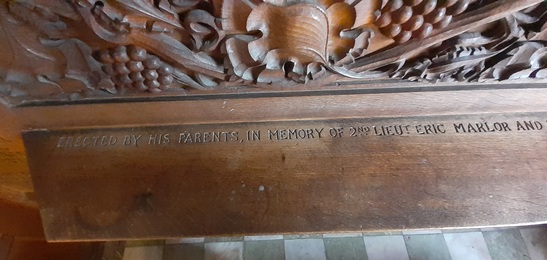 ERECTED BY HIS PARENTS, IN MEMORY OF 2ND LIEUT ERIC MARLOR AND